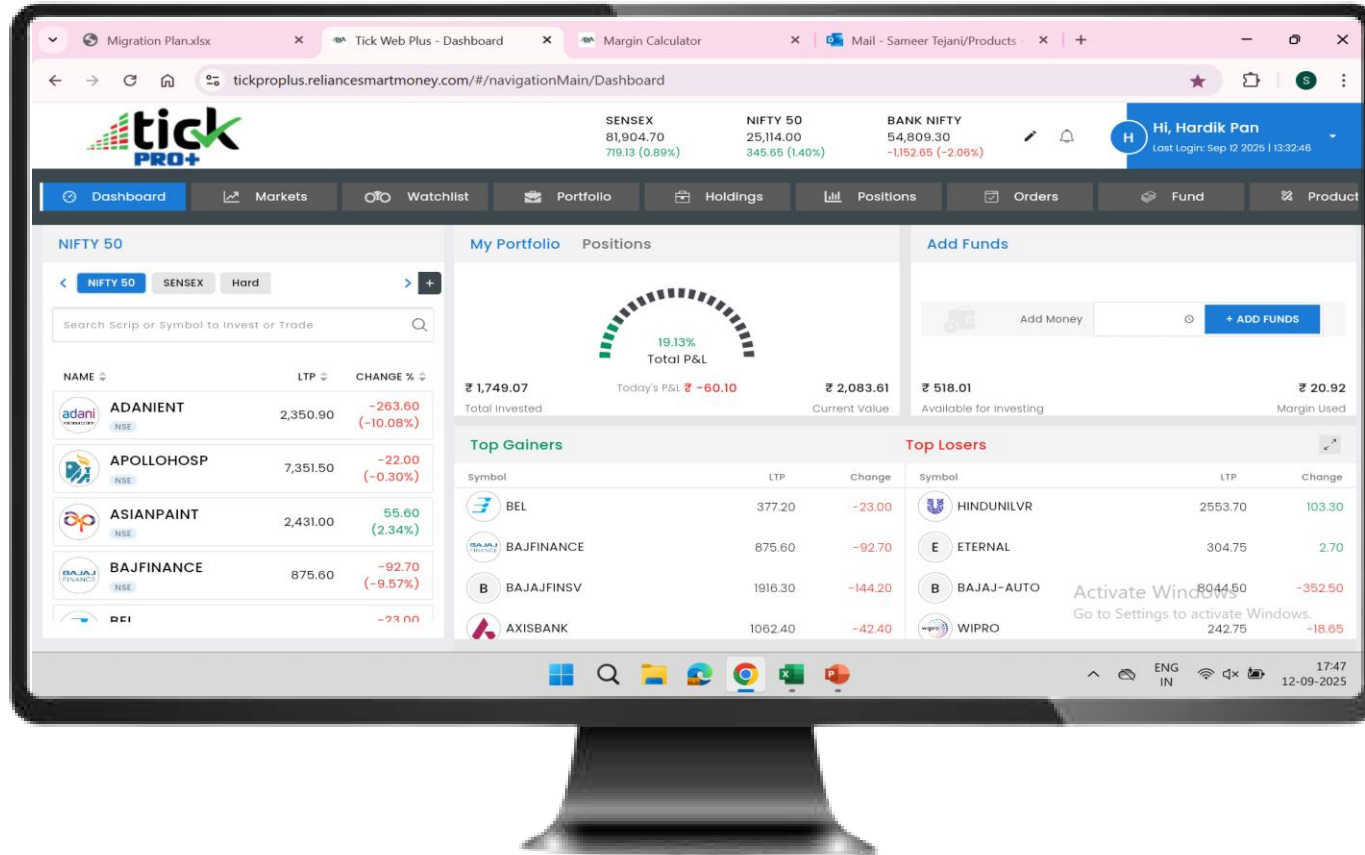 Migration Plan.xlsx
Tick Web Plus - Dashboard
Margin Calculator
Mail - Sameer Tejani/Products -
tickproplus.reliancesmartmoney.com/#/navigationMain/Dashboard
S
tick
PRO+
SENSEX
81,904.70
719.13 (0.89%)
NIFTY 50
25,114.00
345.65 (1.40%)
BANK NIFTY
54,809.30
-1,152.65 (-2.06%)
H
Hi, Hardik Pan
Last Login: Sep 12 2025 | 13:32:46
Dashboard
Markets
Watchlist
Portfolio
Holdings
Positions
Orders
Fund
Product
NIFTY 50
NIFTY 50 SENSEX Hard +
Search Scrip or Symbol to Invest or Trade
NAME LTP CHANGE %
adani
ADANIENT 2,350.90 -263.60
NSE (-10.08%)
APOLLOHOSP 7,351.50 -22.00
NSE (-0.30%)
ap
ASIANPAINT 2,431.00 55.60
NSE (2.34%)
BAJAJ
FINANCE
BAJFINANCE 875.60 -92.70
NSE (-9.57%)
BEL -23.00
My Portfolio Positions
19.13%
Total P&L
₹ 1,749.07 Today's P&L ₹ -60.10 ₹ 2,083.61
Total Invested Current Value
Add Funds
Add Money + ADD FUNDS
₹ 518.01 ₹ 20.92
Available for Investing Margin Used
Top Gainers
Symbol LTP Change
BEL 377.20 -23.00
BAJAJ
FINANCE
BAJFINANCE 875.60 -92.70
B BAJAJFINSV 1916.30 -144.20
AXISBANK 1062.40 -42.40
Top Losers
Symbol LTP Change
HINDUNILVR 2553.70 103.30
E ETERNAL 304.75 2.70
B BAJAJ-AUTO 8044.50 -352.50
wipro WIPRO 242.75 -18.65
Activate Windows
Go to Settings to activate Windows.
ENG
IN
17:47
12-09-2025